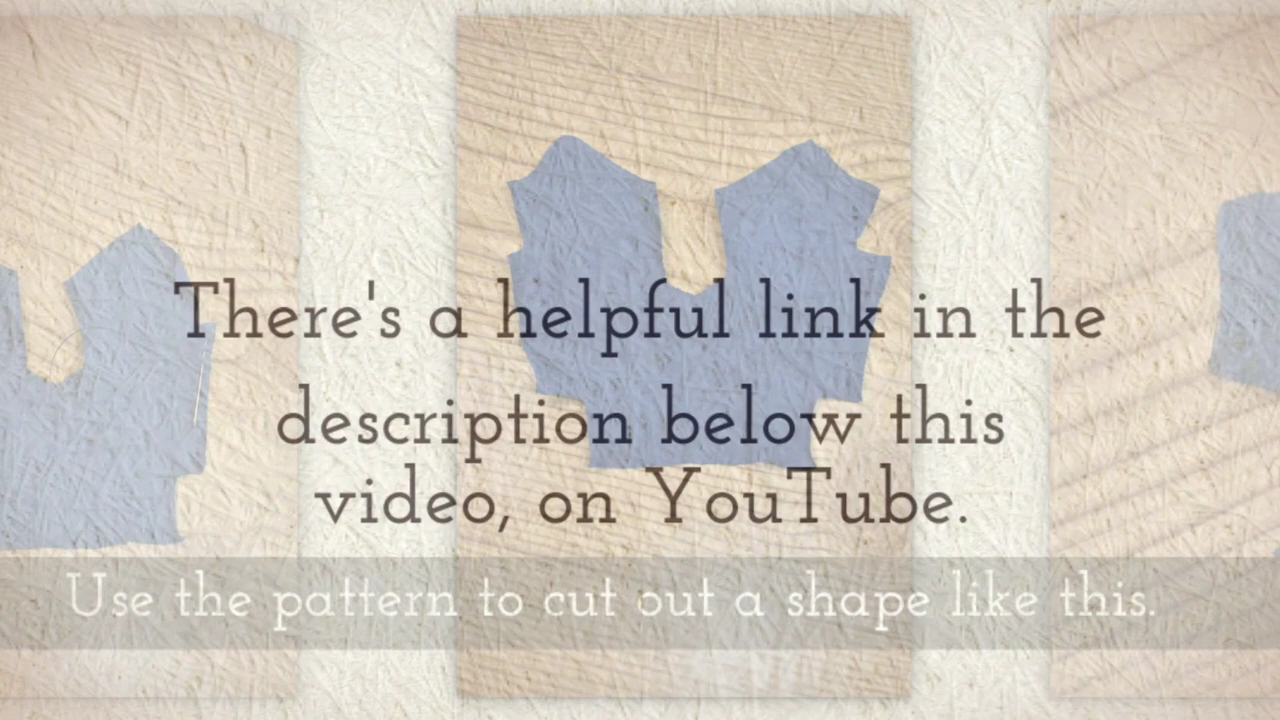 There's a helpful link in the
description below this
video, on YouTube.
Use the pattern to cut out a shape like this.